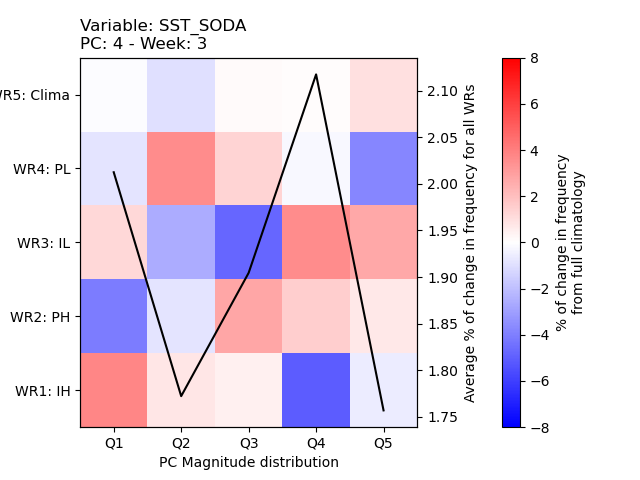 Variable: SST_SODA
PC: 4 - Week: 3
WR5: Clima
WR4: PL
WR3: IL
WR2: PH
WR1: IH
Q1 Q2 Q3 Q4 Q5
PC Magnitude distribution
2.10
2.05
2.00
1.95
1.90
1.85
1.80
1.75
Average % of change in frequency for all WRs
8
6
4
2
0
−2
−4
−6
−8
% of change in frequency
from full climatology